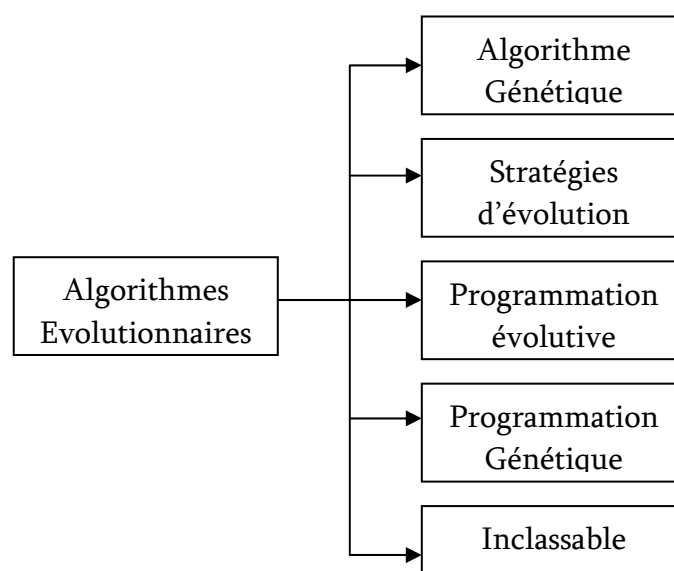 Algorithme
Génétique
Stratégies
d’évolution
Algorithmes
Evolutionnaires
Programmation
évolutive
Programmation
Génétique
Inclassable